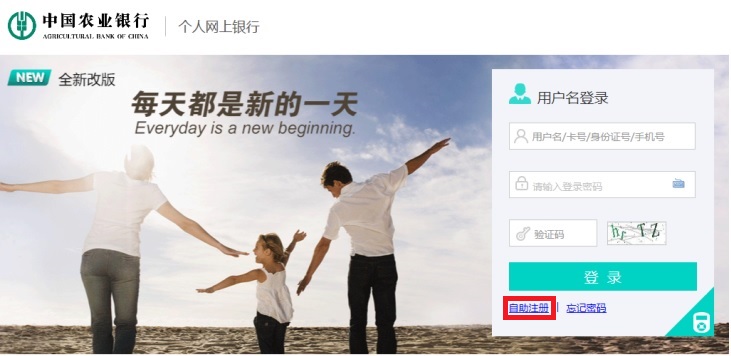 中国农业银行
AGRICULTURAL BANK OF CHINA
个人网上银行
NEW 全新改版
每天都是新的一天
Everyday is a new beginning.
用户名登录
用户名/卡号/身份证号/手机号
请输入登录密码
验证码
登 录
自助注册 | 忘记密码